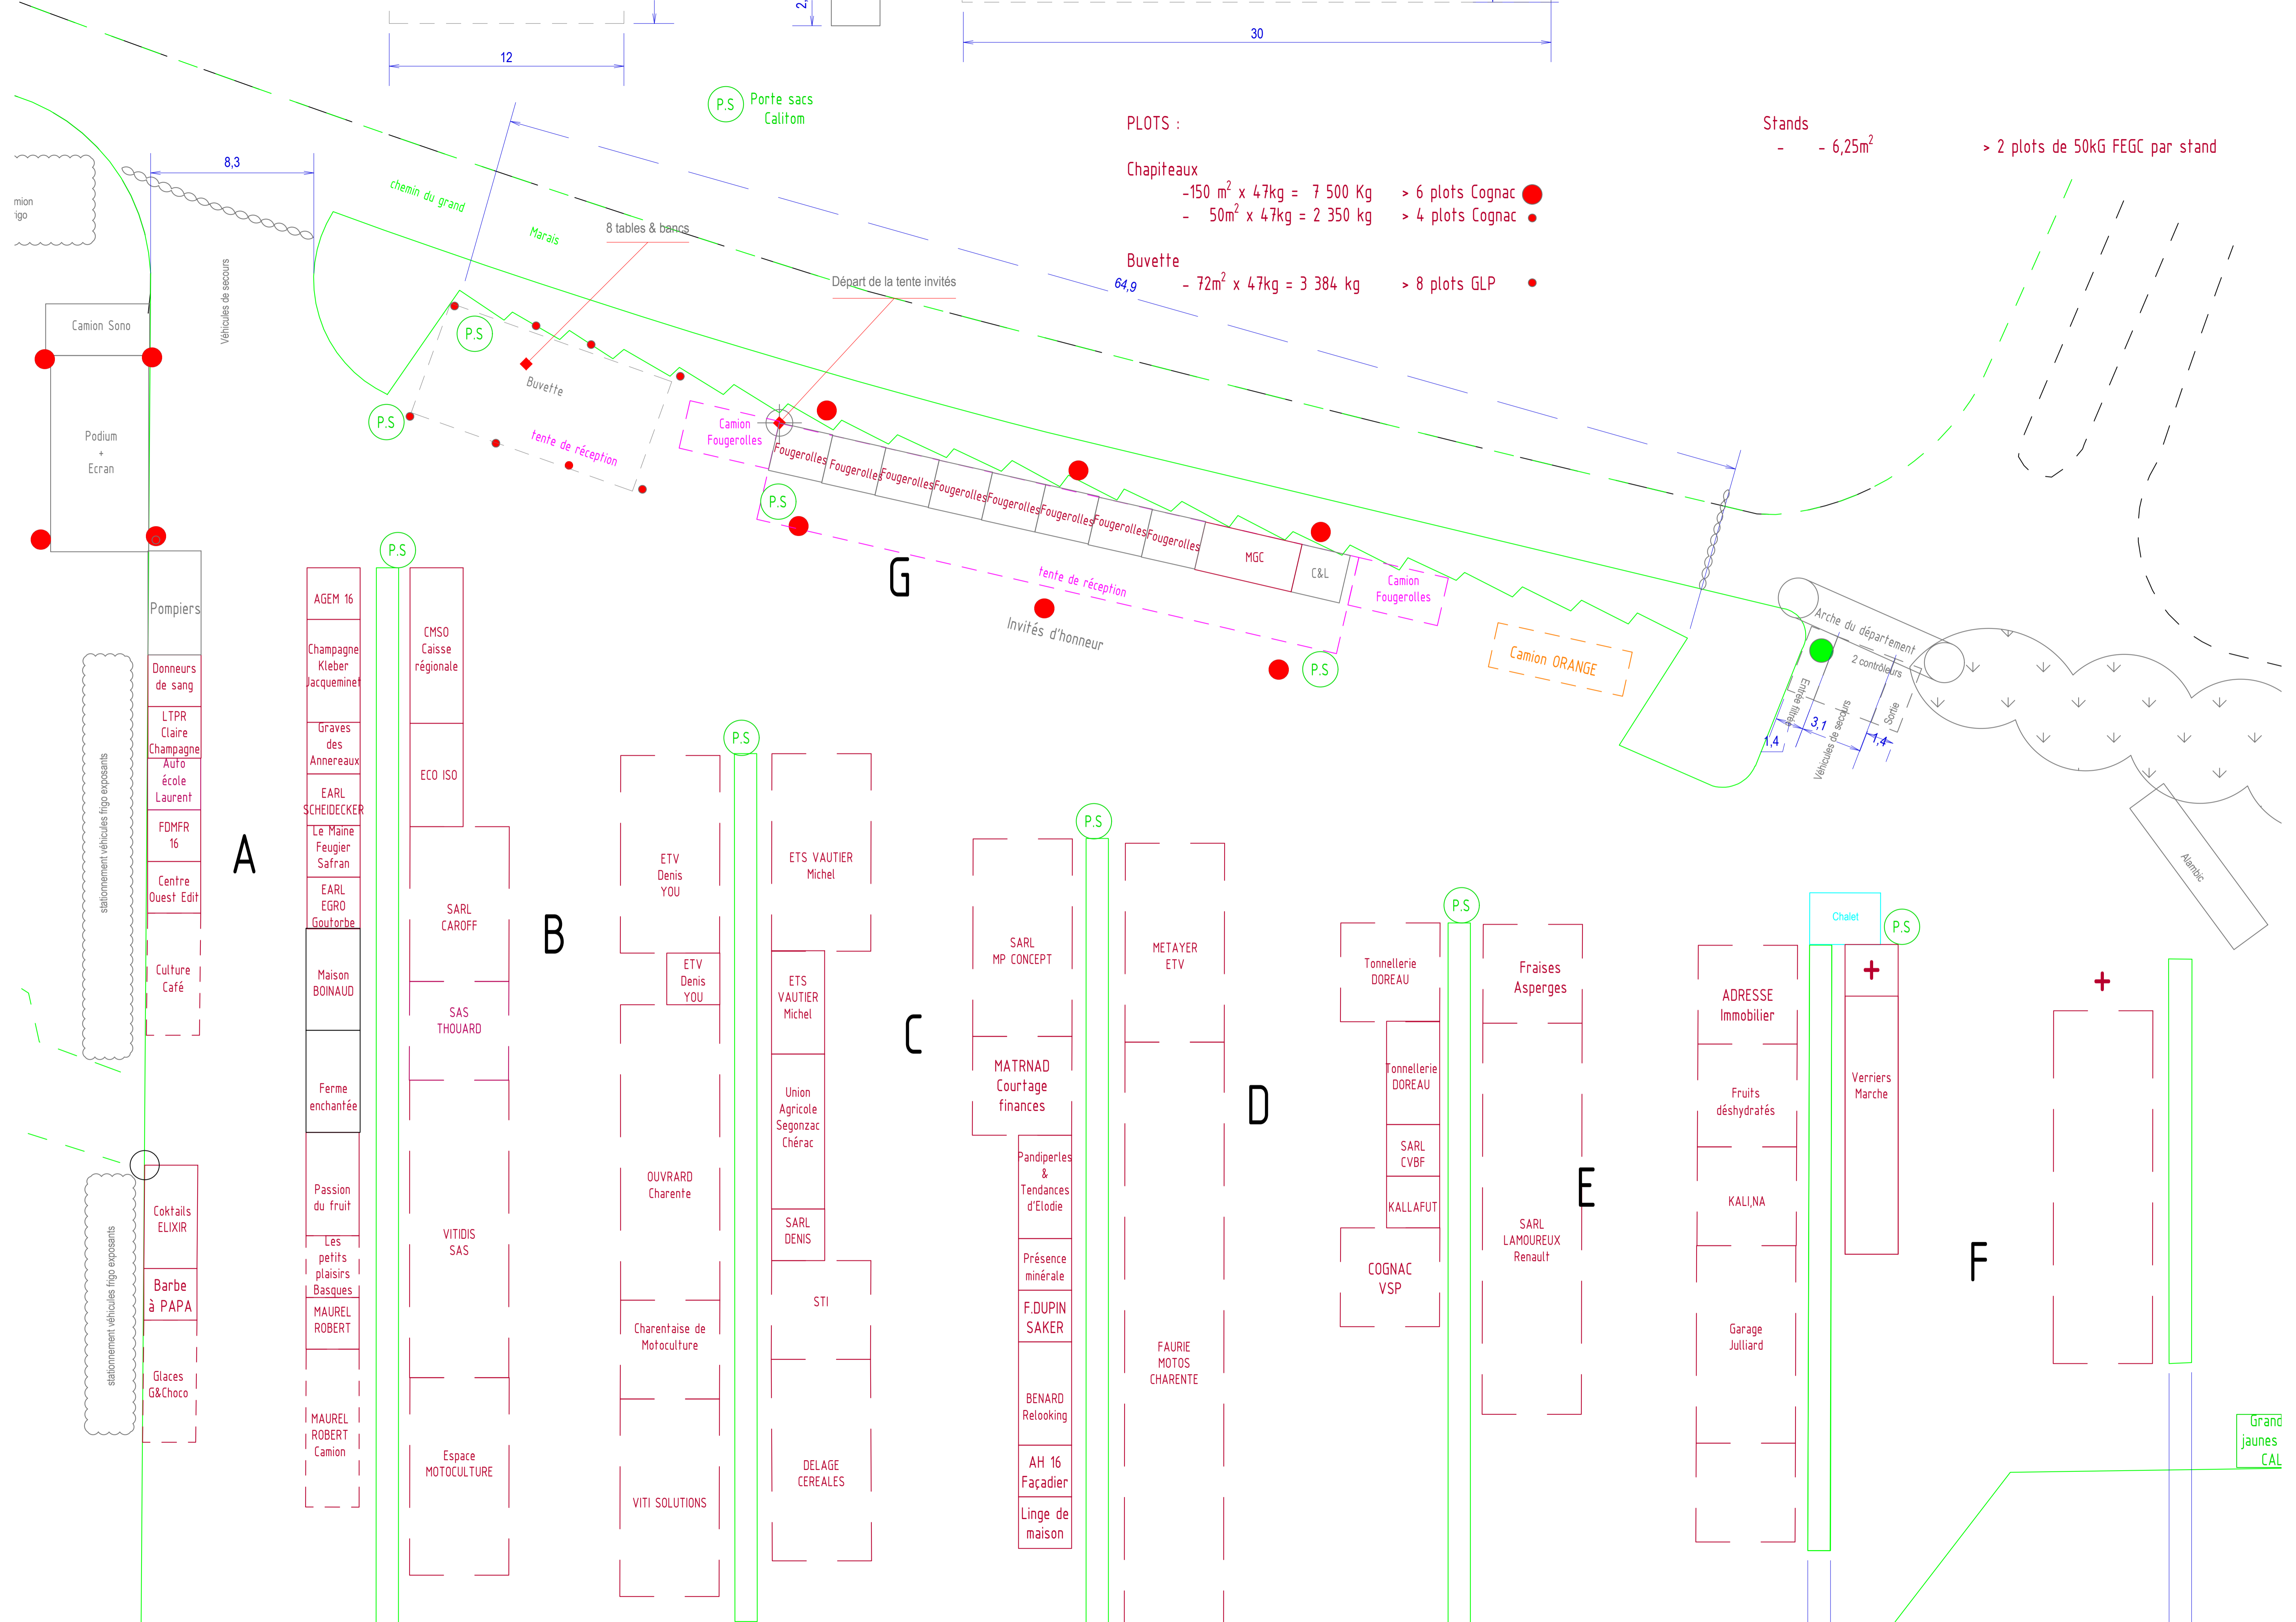 12
2,
30
P.S
Porte sacs
Calitom
PLOTS :
Chapiteaux
-150 m² x 47kg = 7 500 Kg > 6 plots Cognac
- 50m² x 47kg = 2 350 kg > 4 plots Cognac
Buvette
- 72m² x 47kg = 3 384 kg > 8 plots GLP
Stands
- - 6,25m² > 2 plots de 50kG FEGC par stand
8,3
chemin du grand
Marais
8 tables & bancs
Départ de la tente invités
64,9
Véhicules de secours
Camion Sono
Podium
+
Ecran
Pompiers
P.S
P.S
Buvette
tente de réception
Camion
Fougerolles
Fougerolles
Fougerolles
Fougerolles
Fougerolles
Fougerolles
Fougerolles
Fougerolles
Fougerolles
MGC
C&L
Camion
Fougerolles
P.S
tente de réception
Invités d'honneur
G
P.S
Camion ORANGE
Arche du département
2 contrôleurs
Entrée filtrée
Véhicules de secours
Sortie
1,4
3,1
1,4
Alambic
stationnement véhicules frigo exposants
Donneurs
de sang
LTPR
Claire
Champagne
Auto
école
Laurent
FDMFR
16
Centre
Ouest Edit
Culture
Café
stationnement véhicules frigo exposants
Coktails
ELIXIR
Barbe
à PAPA
Glaces
G&Choco
A
P.S
AGEM 16
Champagne
Kleber
Jacqueminet
Graves
des
Annereaux
EARL
SCHEIDECKER
Le Maine
Feugier
Safran
EARL
EGRO
Goutorbe
Maison
BOINAUD
Ferme
enchantée
Passion
du fruit
Les
petits
plaisirs
Basques
MAUREL
ROBERT
MAUREL
ROBERT
Camion
CMSO
Caisse
régionale
ECO ISO
SARL
CAROFF
SAS
THOUARD
VITIDIS
SAS
Espace
MOTOCULTURE
B
P.S
ETV
Denis
YOU
ETV
Denis
YOU
OUVRARD
Charente
Charentaise de
Motoculture
VITI SOLUTIONS
ETS VAUTIER
Michel
ETS
VAUTIER
Michel
Union
Agricole
Segonzac
Chérac
SARL
DENIS
STI
DELAGE
CEREALES
C
P.S
SARL
MP CONCEPT
MATRNAD
Courtage
finances
Pandiperles
&
Tendances
d'Elodie
Présence
minérale
F.DUPIN
SAKER
BENARD
Relooking
AH 16
Façadier
Linge de
maison
METAYER
ETV
FAURIE
MOTOS
CHARENTE
D
P.S
Tonnellerie
DOREAU
Tonnellerie
DOREAU
SARL
CVBF
KALLAFUT
COGNAC
VSP
Fraises
Asperges
SARL
LAMOUREUX
Renault
E
Chalet
P.S
ADRESSE
Immobilier
Fruits
déshydratés
KALI,NA
Garage
Julliard
+
Verriers
Marche
F
+
Grand
jaunes
CAL